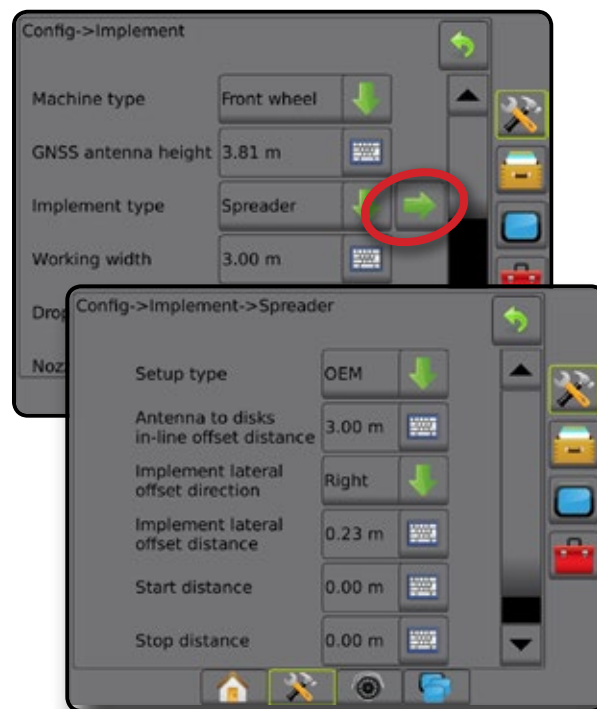 Config->Implement
Machine type
Front wheel
GNSS antenna height
3.81 m
Implement type
Spreader
Working width
3.00 m
Config->Implement->Spreader
Setup type
OEM
Antenna to disks
in-line offset distance
3.00 m
Implement lateral
offset direction
Right
Implement lateral
offset distance
0.23 m
Start distance
0.00 m
Stop distance
0.00 m